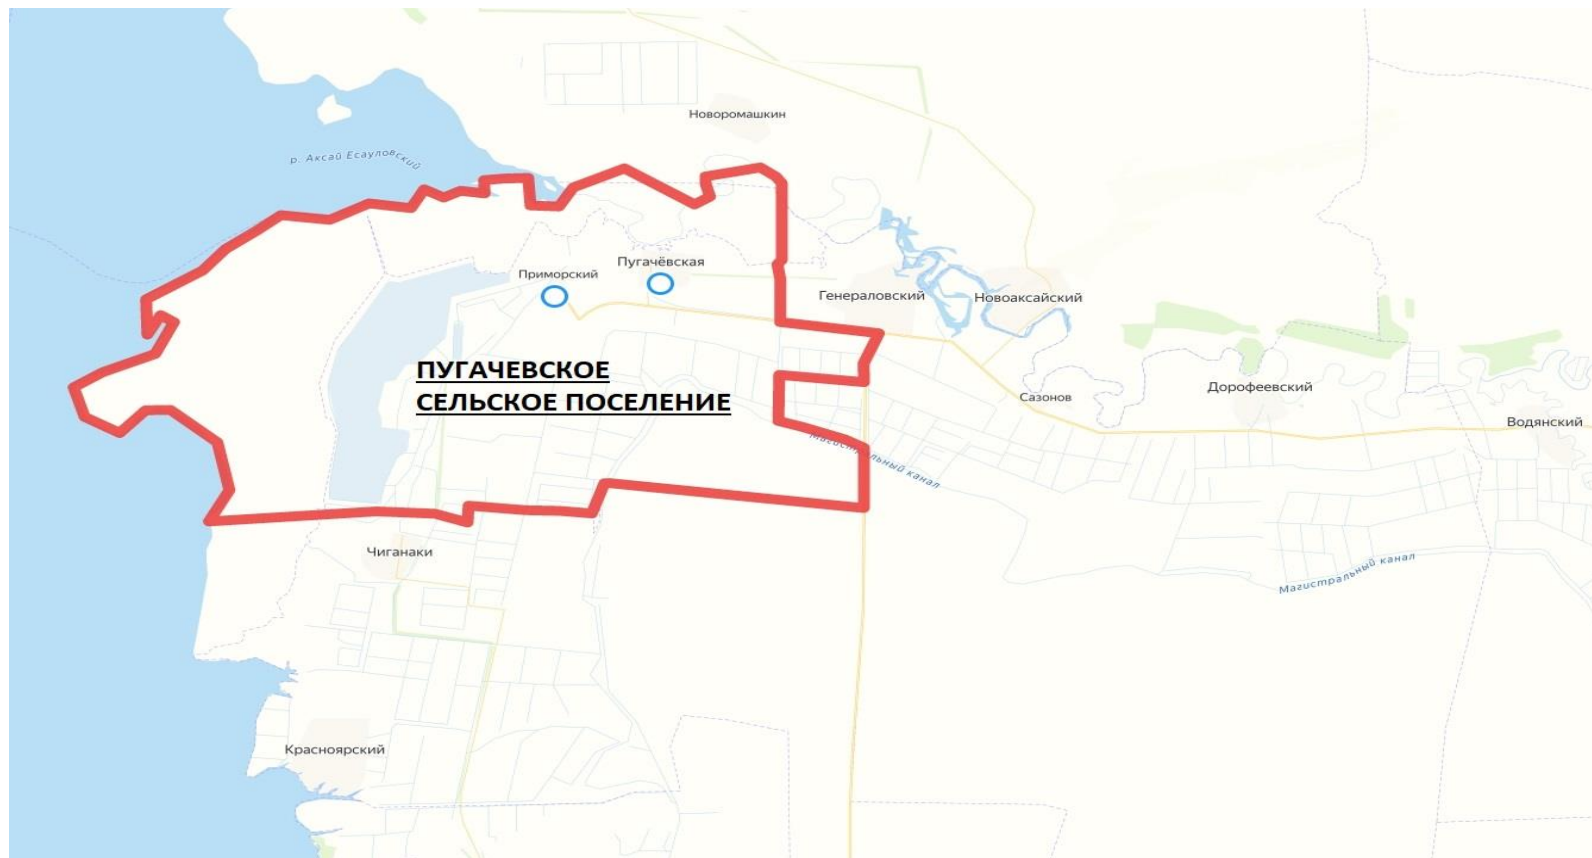 Новоромашкин
р. Аксай Есауловский
Пугачёвская
Приморский
Генераловский
Новоаксайский
ПУГАЧЕВСКОЕ
СЕЛЬСКОЕ ПОСЕЛЕНИЕ
Дорофеевский
Сазонов
Водянский
Магистральный канал
Чиганаки
Магистральный канал
Красноярский